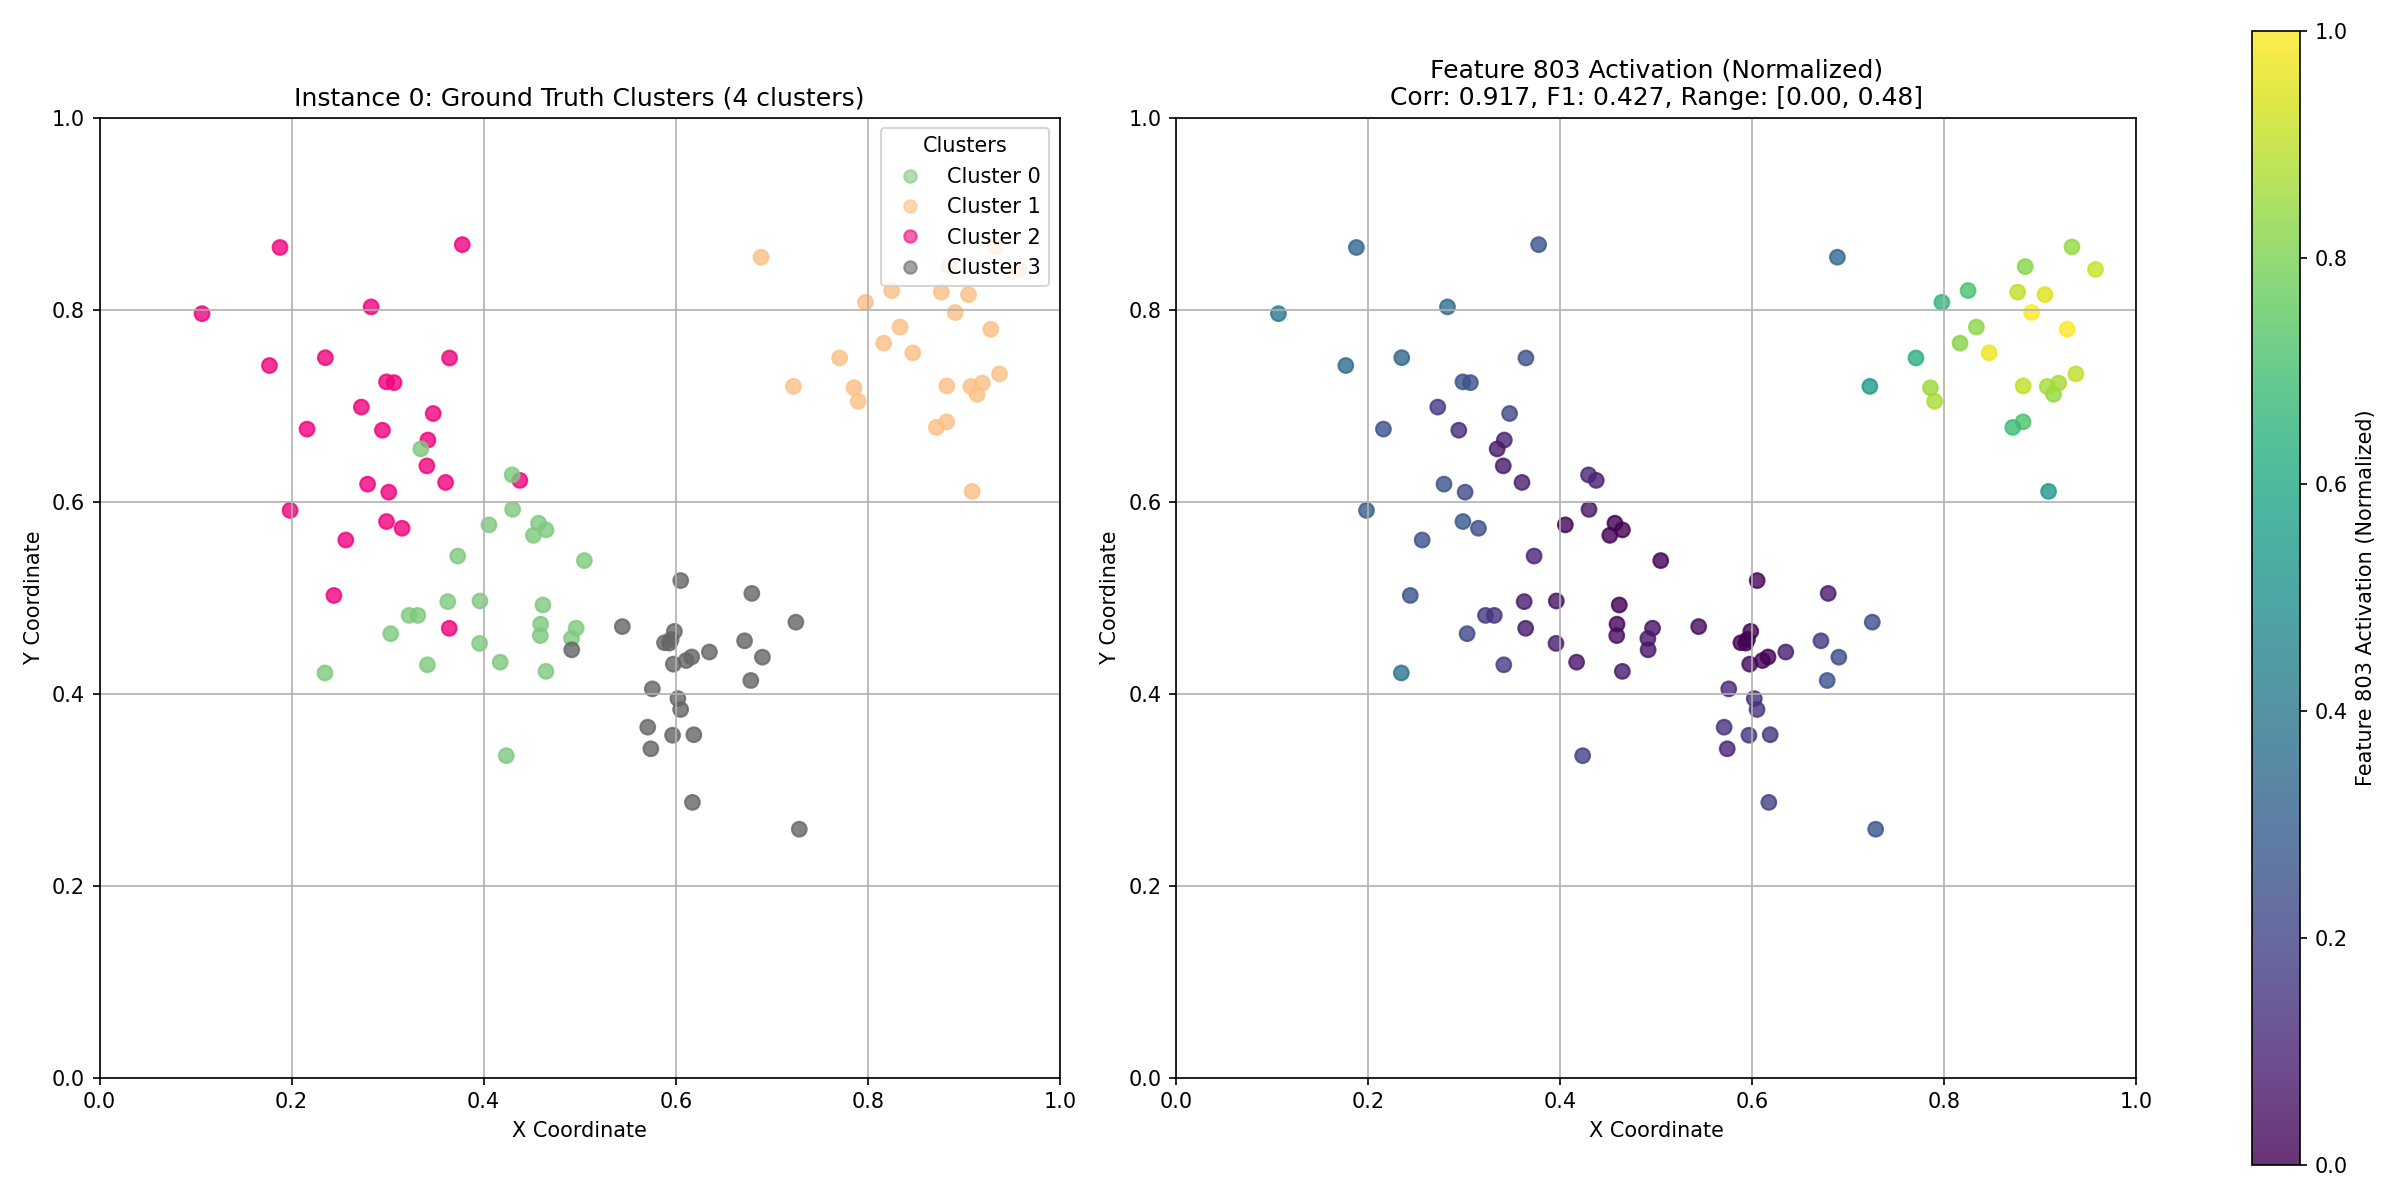 Instance 0: Ground Truth Clusters (4 clusters)
Clusters
Cluster 0
Cluster 1
Cluster 2
Cluster 3
1.0
0.8
0.6
0.4
0.2
0.0
0.0 0.2 0.4 0.6 0.8 1.0
X Coordinate
Y Coordinate
Feature 803 Activation (Normalized)
Corr: 0.917, F1: 0.427, Range: [0.00, 0.48]
1.0
0.8
0.6
0.4
0.2
0.0
0.0 0.2 0.4 0.6 0.8 1.0
X Coordinate
Y Coordinate
1.0
0.8
0.6
0.4
0.2
0.0
Feature 803 Activation (Normalized)